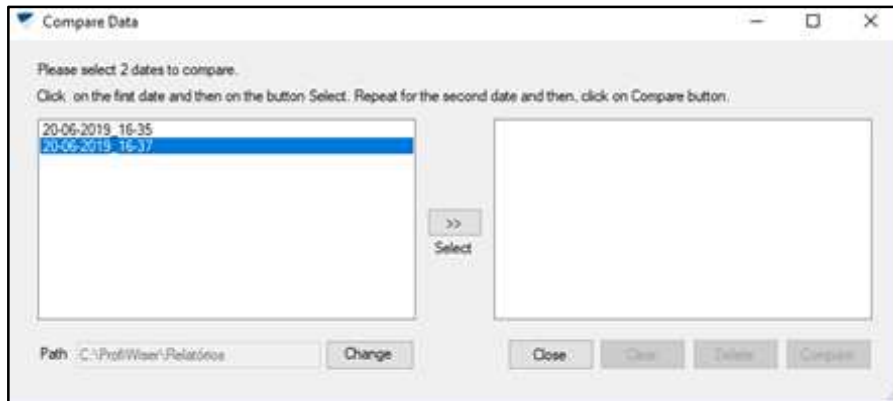 Compare Data
Please select 2 dates to compare.
Click on the first date and then on the button Select. Repeat for the second date and then, click on Compare button.
20-06-2019_16-35
20-06-2019_16-37
>>
Select
Path C:\ProfiWiser\Relatórios Change Close Clear Delete Compare